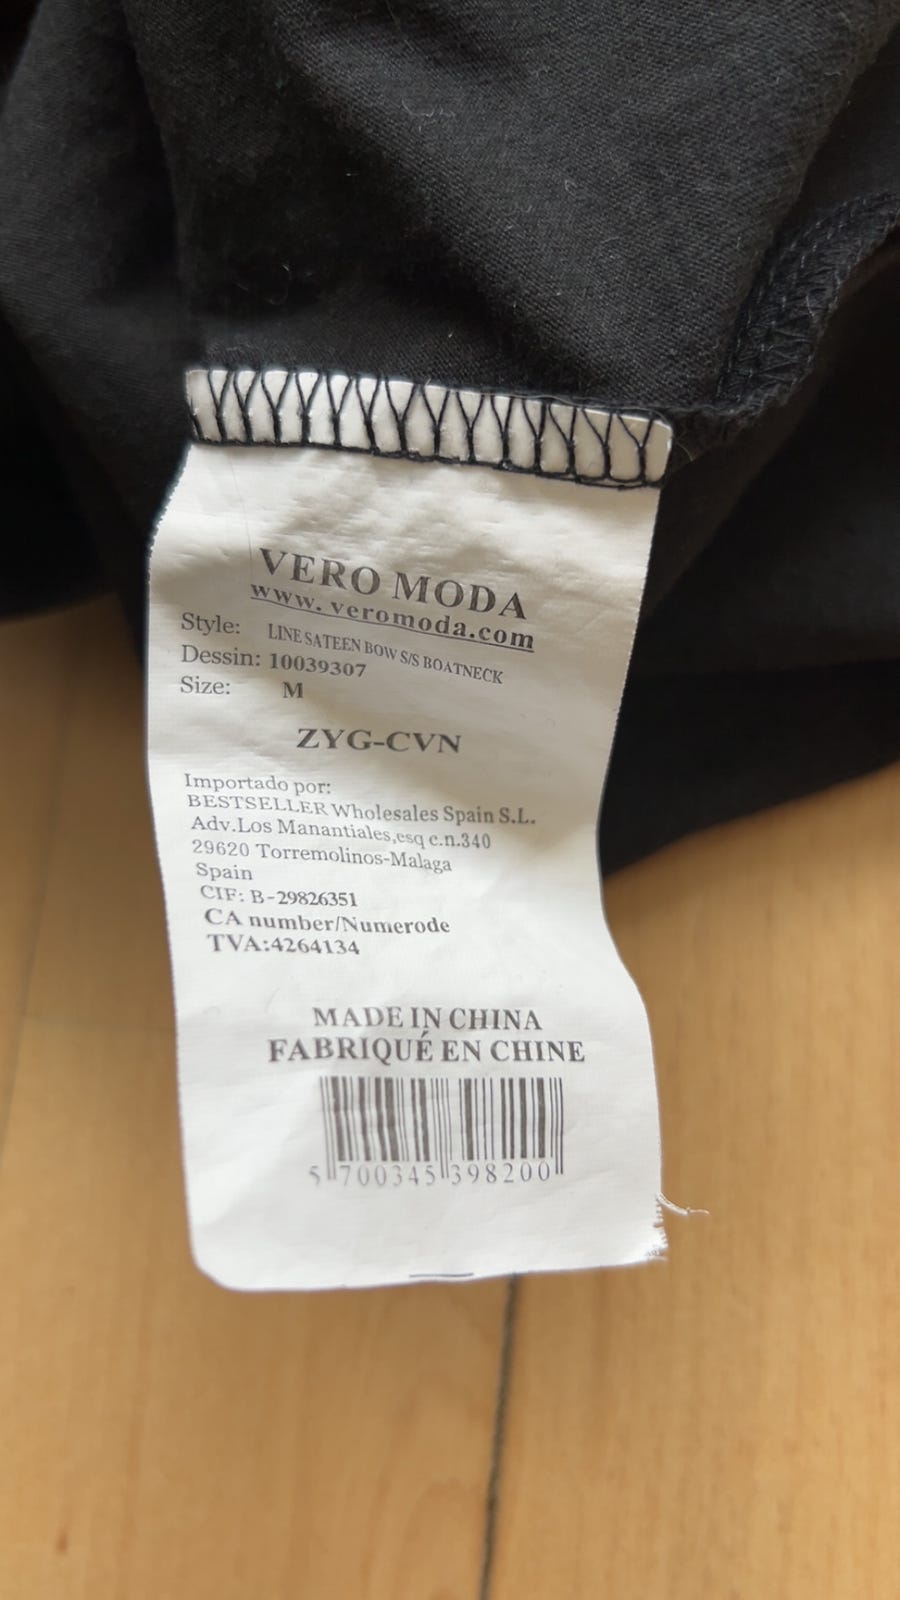 VERO MODA
www. veromoda.com
Style: LINE SATEEN BOW S/S BOATNECK
Dessin: 10039307
Size: M
ZYG-CVN
Importado por:
BESTSELLER Wholesales Spain S.L.
Adv.Los Manantiales,esq c.n.340
29620 Torremolinos-Malaga
Spain
CIF: B-29826351
CA number/Numerode
TVA:4264134
MADE IN CHINA
FABRIQUÉ EN CHINE
5 700345 398200